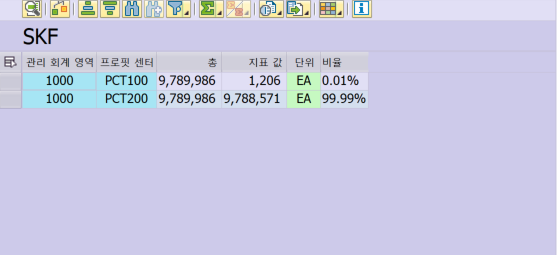 SKF
관리 회계 영역 프로핏 센터 총 지표 값 단위 비율
1000 PCT100 9,789,986 1,206 EA 0.01%
1000 PCT200 9,789,986 9,788,571 EA 99.99%